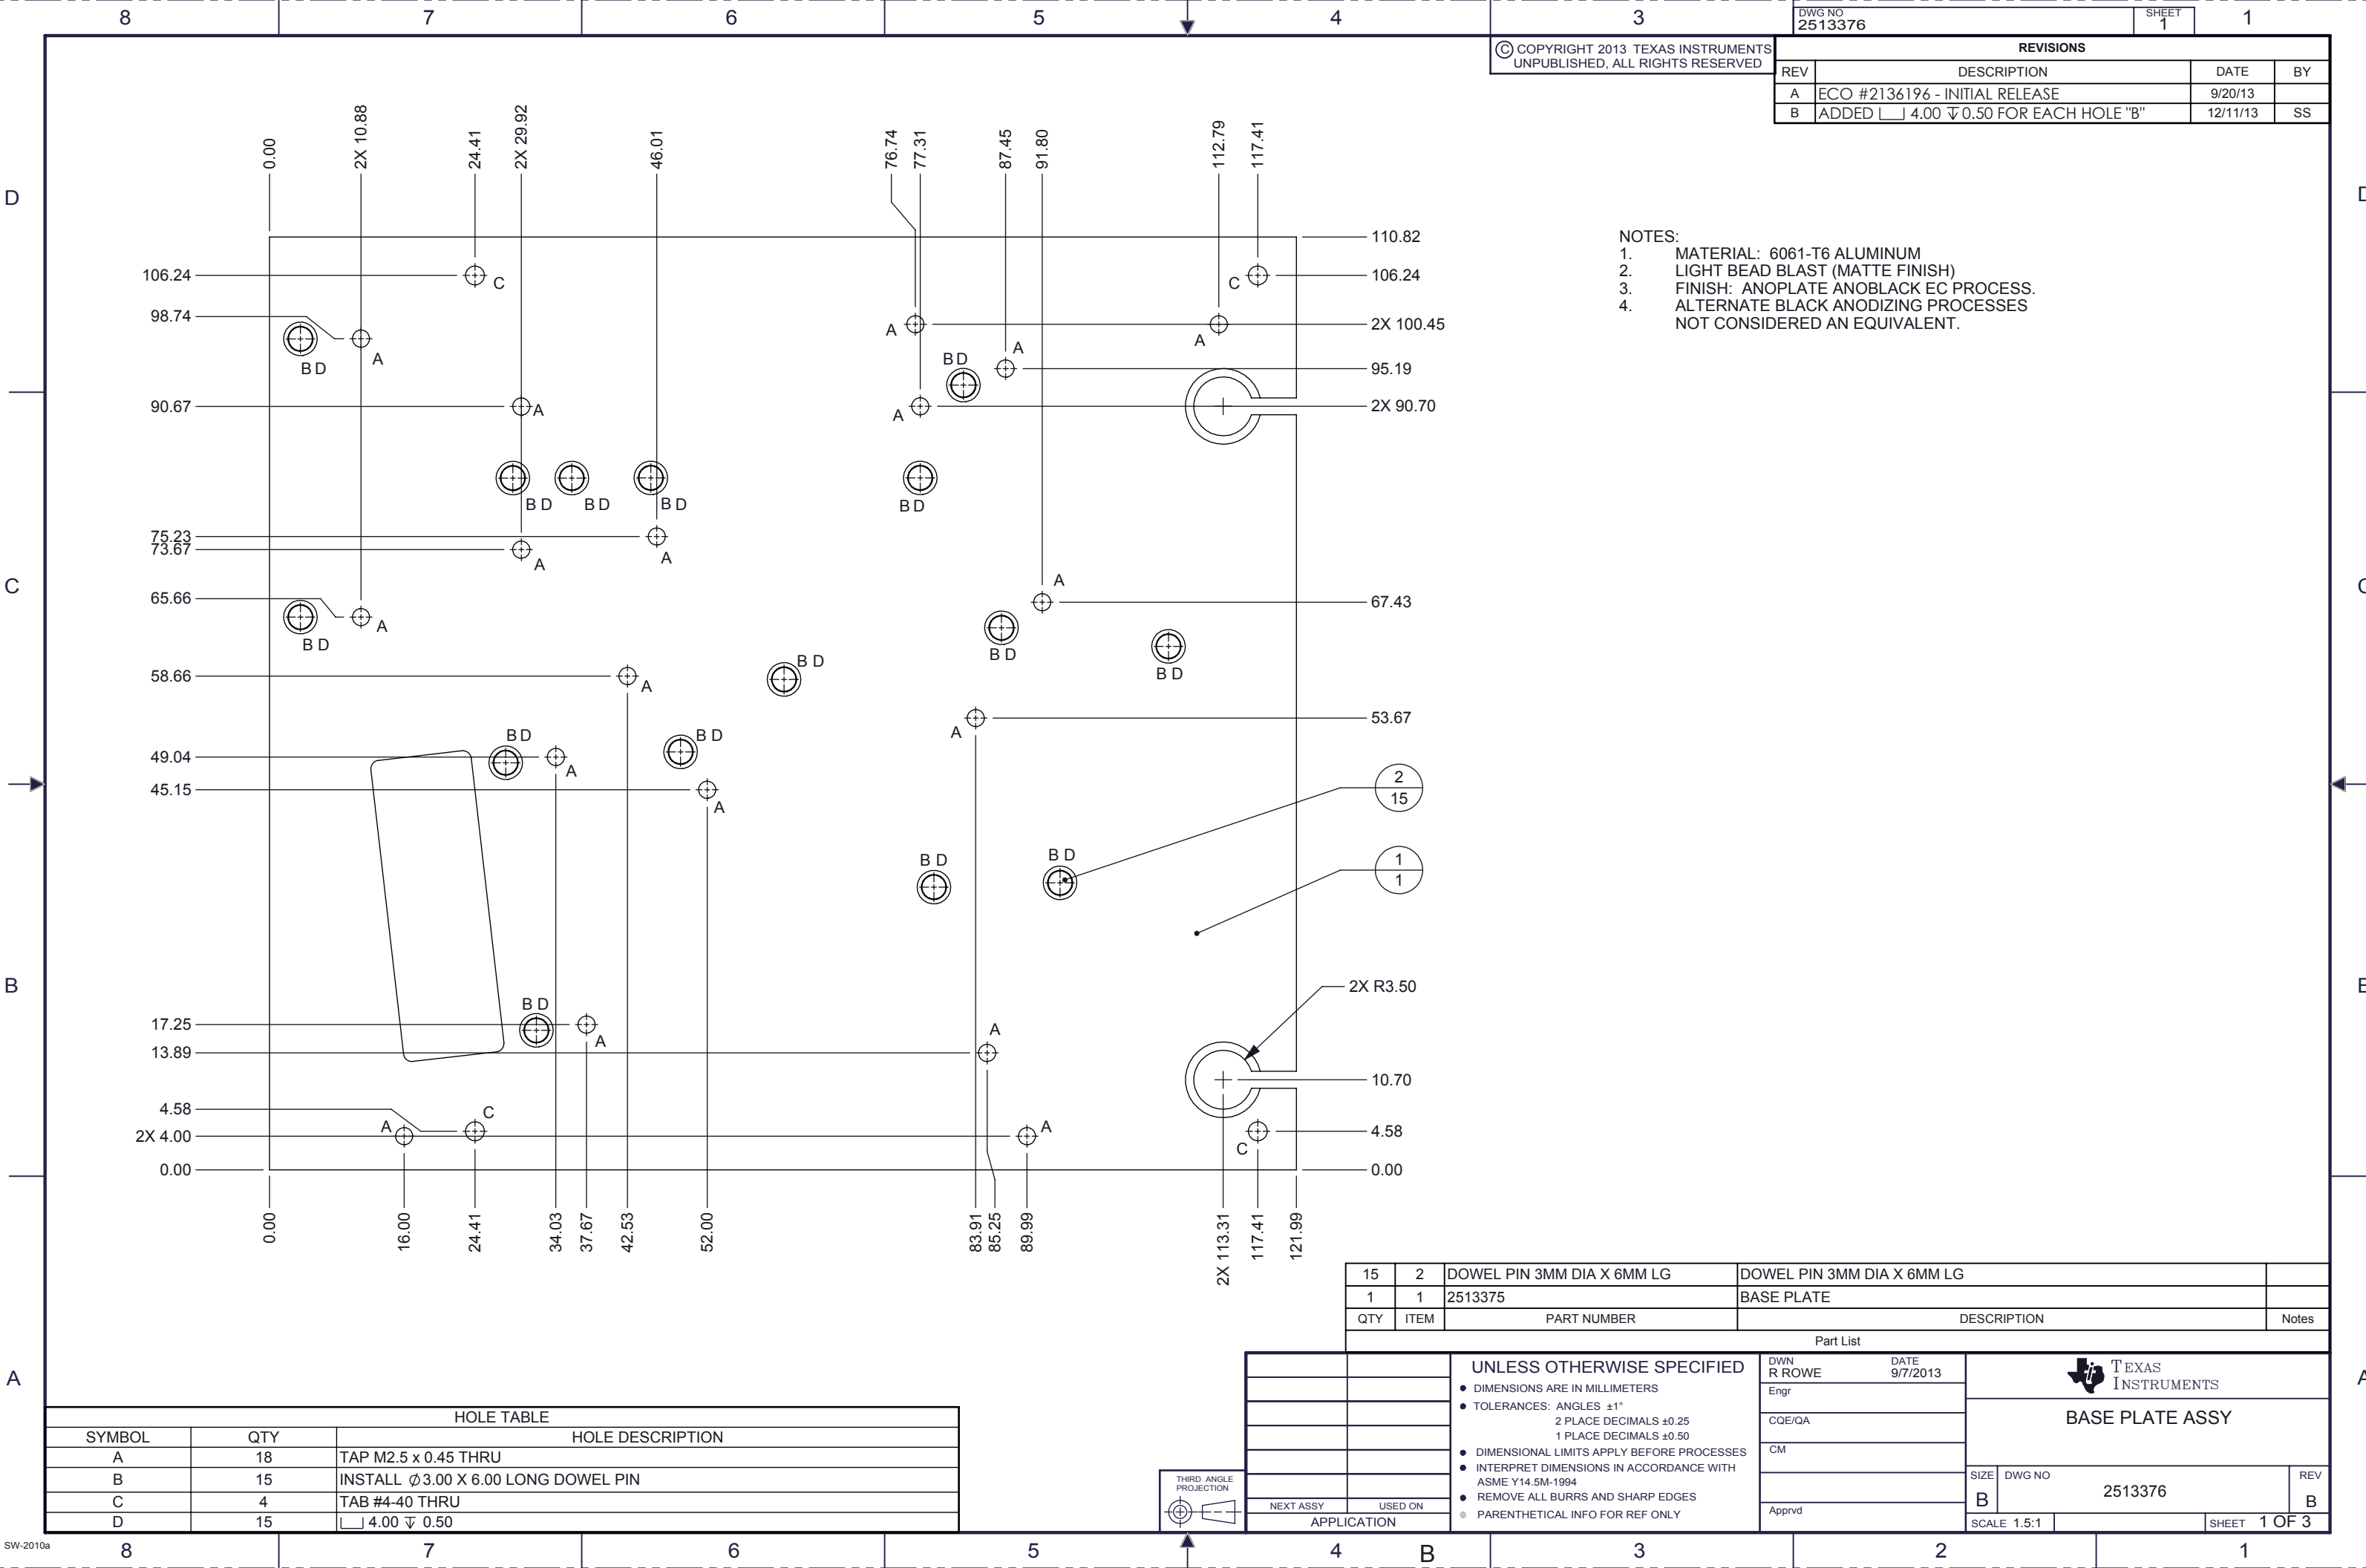 8 7 6 5 4 3
DWG NO
2513376
SHEET
1
1
© COPYRIGHT 2013 TEXAS INSTRUMENTS
UNPUBLISHED, ALL RIGHTS RESERVED
REVISIONS
REV DESCRIPTION DATE BY
A ECO #2136196 - INITIAL RELEASE 9/20/13
B ADDED ⌴ 4.00 ↧ 0.50 FOR EACH HOLE "B" 12/11/13 SS
0.00 2X 10.88 24.41 2X 29.92 46.01 76.74 77.31 87.45 91.80 112.79 117.41
D D
NOTES:
1. MATERIAL: 6061-T6 ALUMINUM
2. LIGHT BEAD BLAST (MATTE FINISH)
3. FINISH: ANOPLATE ANOBLACK EC PROCESS.
4. ALTERNATE BLACK ANODIZING PROCESSES
NOT CONSIDERED AN EQUIVALENT.
110.82
106.24 C C 106.24
98.74 A A 2X 100.45
B D A B D A 95.19
90.67 A A 2X 90.70
B D B D B D B D
75.23
73.67 A A
C C
65.66 A A 67.43
B D B D B D
B D
58.66 A
A 53.67
B D B D
49.04 A
45.15 A
2
15
B D B D
1
1
B B
2X R3.50
B D
17.25 A A
13.89
10.70
4.58 C
2X 4.00 A A C 4.58
0.00 0.00
0.00 16.00 24.41 34.03 37.67 42.53 52.00 83.91 85.25 89.99 2X 113.31 117.41 121.99
15 2 DOWEL PIN 3MM DIA X 6MM LG DOWEL PIN 3MM DIA X 6MM LG
1 1 2513375 BASE PLATE
QTY ITEM PART NUMBER DESCRIPTION Notes
Part List
A A
HOLE TABLE
SYMBOL QTY HOLE DESCRIPTION
A 18 TAP M2.5 x 0.45 THRU
B 15 INSTALL ∅3.00 X 6.00 LONG DOWEL PIN
C 4 TAB #4-40 THRU
D 15 ⌴ 4.00 ↧ 0.50
THIRD ANGLE
PROJECTION
NEXT ASSY USED ON
APPLICATION
UNLESS OTHERWISE SPECIFIED
● DIMENSIONS ARE IN MILLIMETERS
● TOLERANCES: ANGLES ±1°
2 PLACE DECIMALS ±0.25
1 PLACE DECIMALS ±0.50
● DIMENSIONAL LIMITS APPLY BEFORE PROCESSES
● INTERPRET DIMENSIONS IN ACCORDANCE WITH
ASME Y14.5M-1994
● REMOVE ALL BURRS AND SHARP EDGES
● PARENTHETICAL INFO FOR REF ONLY
DWN DATE
R ROWE 9/7/2013
Engr
CQE/QA
CM
Apprvd
TEXAS
INSTRUMENTS
BASE PLATE ASSY
SIZE DWG NO REV
B 2513376 B
SCALE 1.5:1 SHEET 1 OF 3
SW-2010a
8 7 6 5 4 B 3 2 1